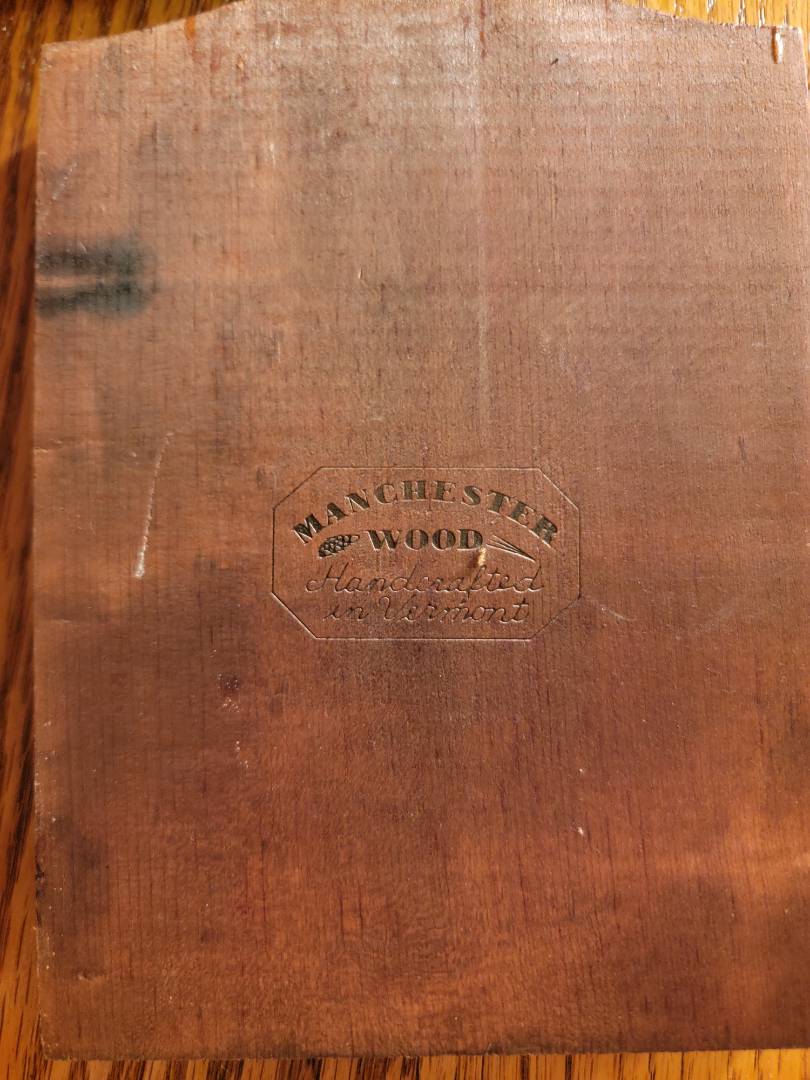 MANCHESTER
WOOD
Handcrafted
in Vermont